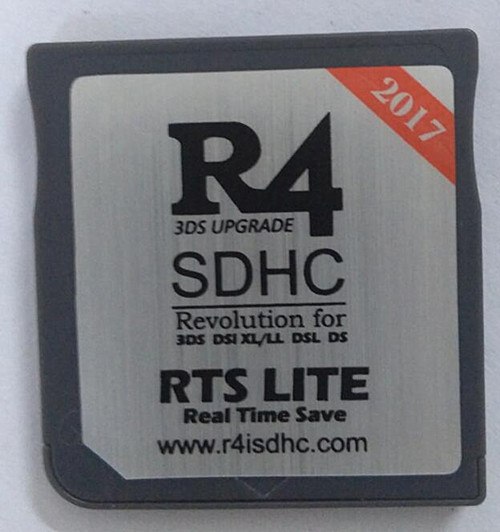 2017
R4
3DS UPGRADE
SDHC
Revolution for
3DS DSI XL/LL DSL DS
RTS LITE
Real Time Save
www.r4isdhc.com